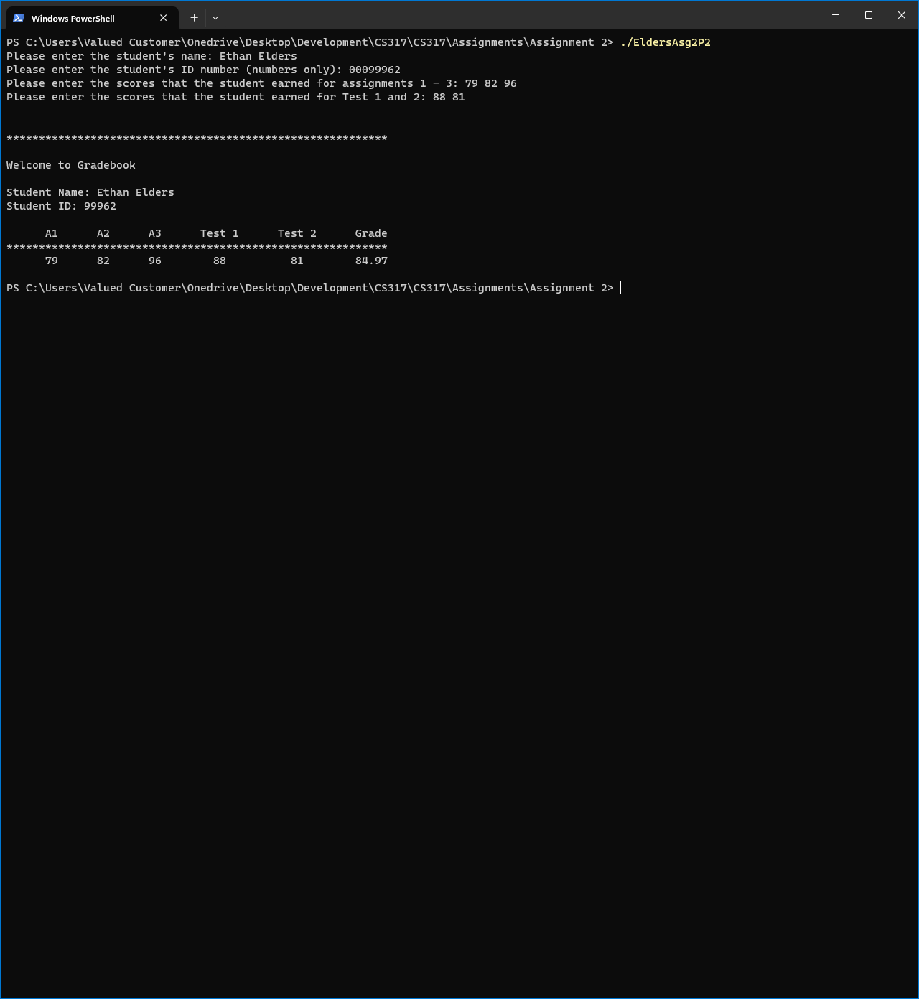 Windows PowerShell
PS C:\Users\Valued Customer\Onedrive\Desktop\Development\CS317\CS317\Assignments\Assignment 2> ./EldersAsg2P2
Please enter the student's name: Ethan Elders
Please enter the student's ID number (numbers only): 00099962
Please enter the scores that the student earned for assignments 1 - 3: 79 82 96
Please enter the scores that the student earned for Test 1 and 2: 88 81
***********************************************************
Welcome to Gradebook
Student Name: Ethan Elders
Student ID: 99962
A1 A2 A3 Test 1 Test 2 Grade
***********************************************************
79 82 96 88 81 84.97
PS C:\Users\Valued Customer\Onedrive\Desktop\Development\CS317\CS317\Assignments\Assignment 2>